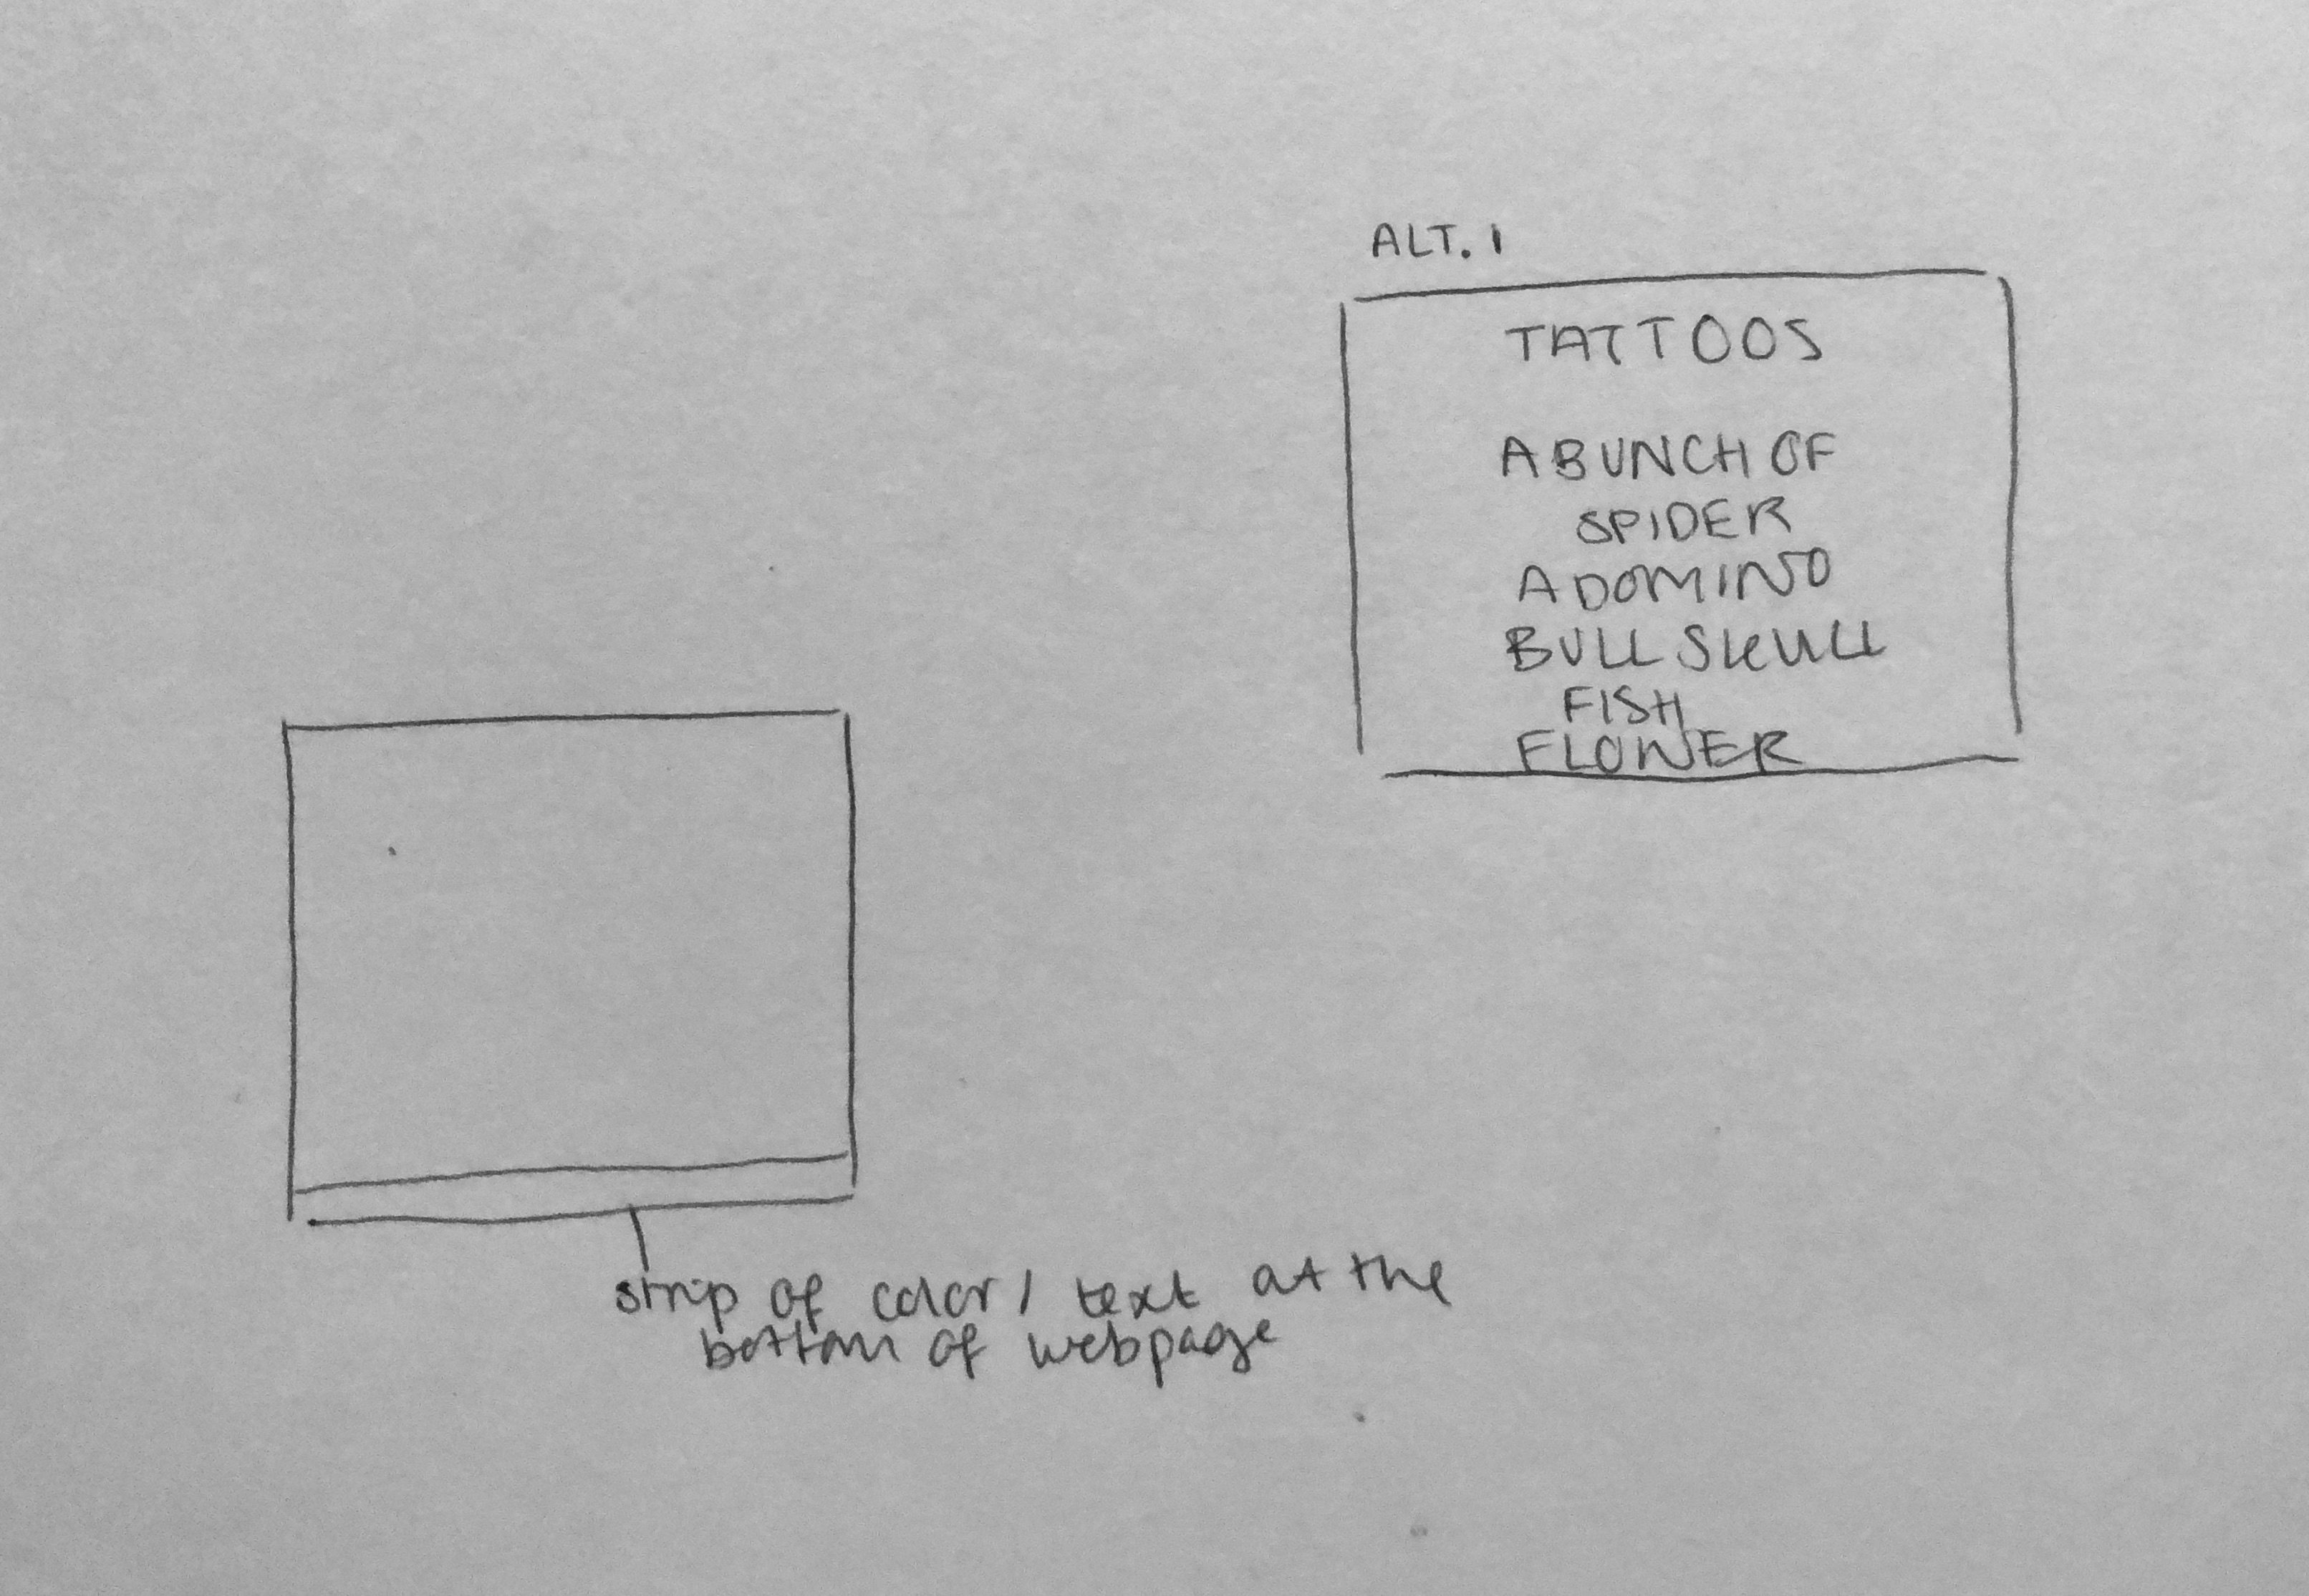 ALT. 1
TATTOOS
A BUNCH OF
SPIDER
A DOMINO
BULL SKULL
FISH
FLOWER
strip of color / text at the
bottom of webpage